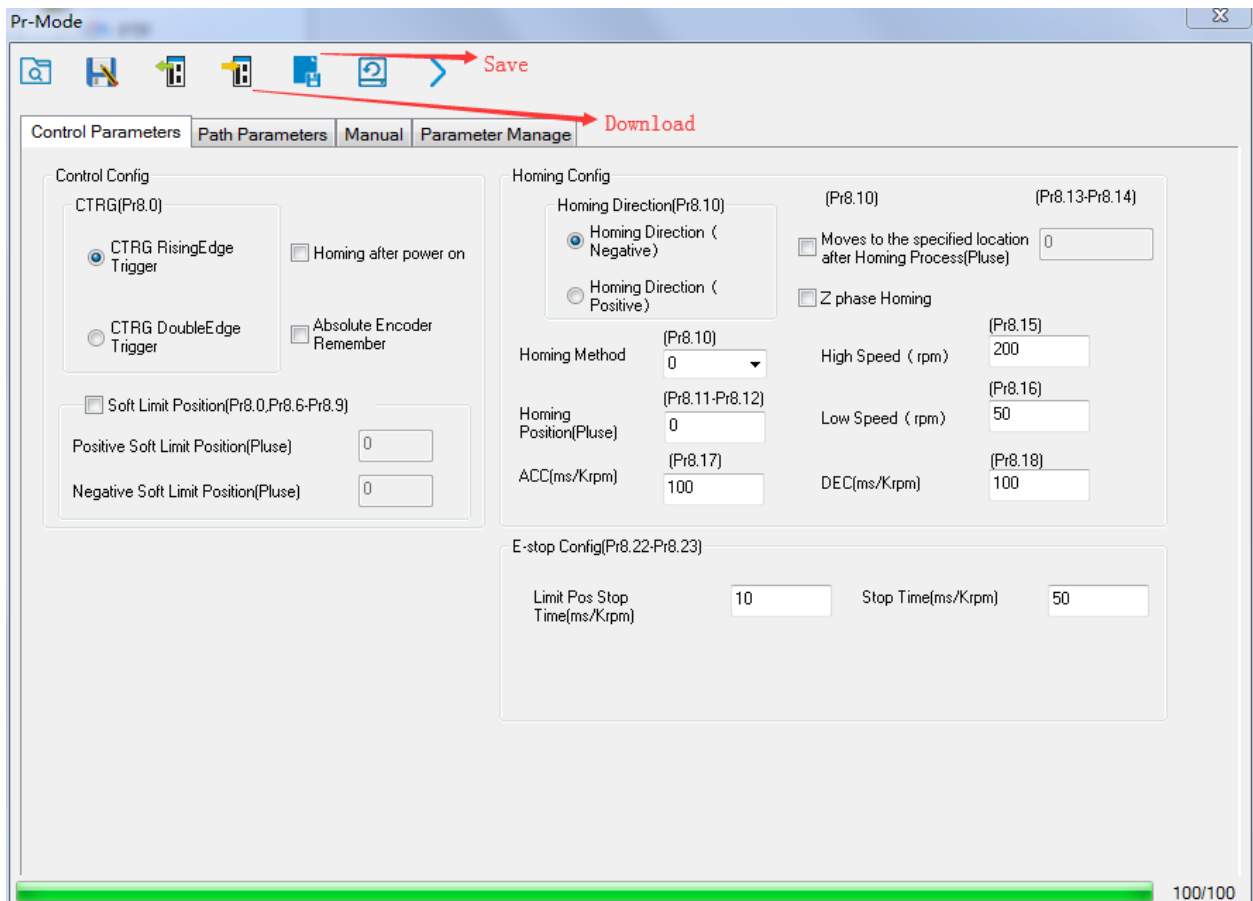 Pr-Mode
Save
Download
Control Parameters
Path Parameters
Manual
Parameter Manage
Control Config
CTRG(Pr8.0)
CTRG RisingEdge
Trigger
Homing after power on
CTRG DoubleEdge
Trigger
Absolute Encoder
Remember
Soft Limit Position(Pr8.0,Pr8.6-Pr8.9)
Positive Soft Limit Position(Pluse)
0
Negative Soft Limit Position(Pluse)
0
Homing Config
Homing Direction(Pr8.10)
Homing Direction (
Negative)
Homing Direction (
Positive)
(Pr8.10)
(Pr8.13-Pr8.14)
Moves to the specified location
after Homing Process(Pluse)
0
Z phase Homing
Homing Method
(Pr8.10)
0
High Speed ( rpm)
(Pr8.15)
200
Homing
Position(Pluse)
(Pr8.11-Pr8.12)
0
Low Speed ( rpm)
(Pr8.16)
50
ACC(ms/Krpm)
(Pr8.17)
100
DEC(ms/Krpm)
(Pr8.18)
100
E-stop Config(Pr8.22-Pr8.23)
Limit Pos Stop
Time(ms/Krpm)
10
Stop Time(ms/Krpm)
50
100/100